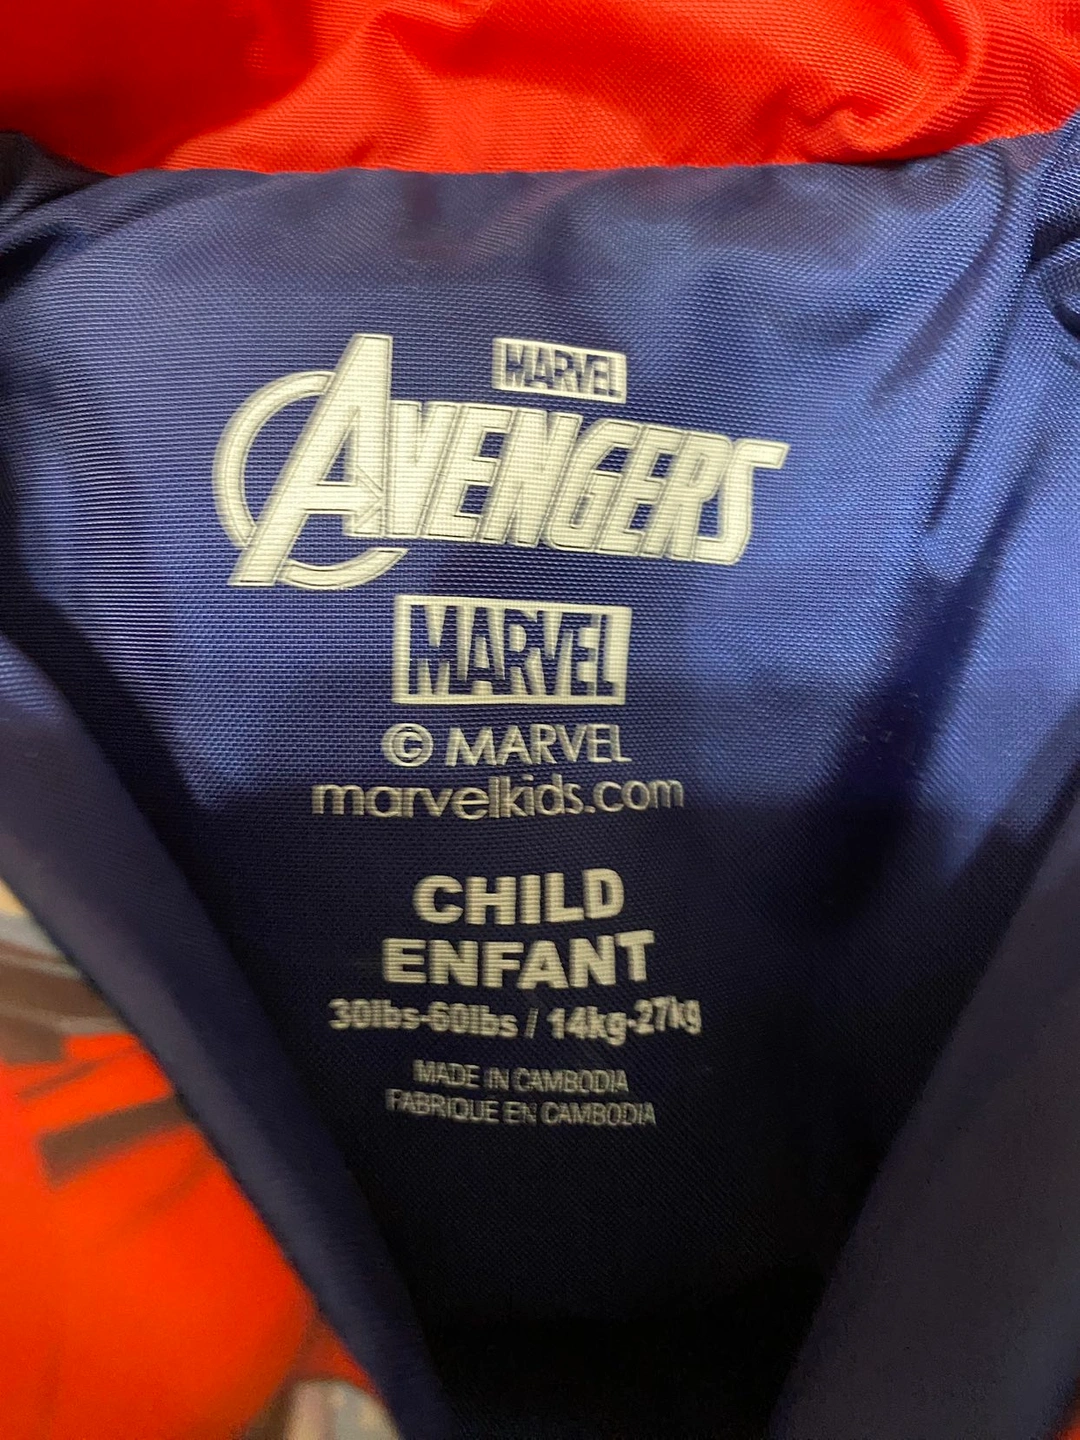 MARVEL
AVENGERS
MARVEL
© MARVEL
marvelkids.com
CHILD
ENFANT
30lbs-60lbs / 14kg-27kg
MADE IN CAMBODIA
FABRIQUE EN CAMBODIA